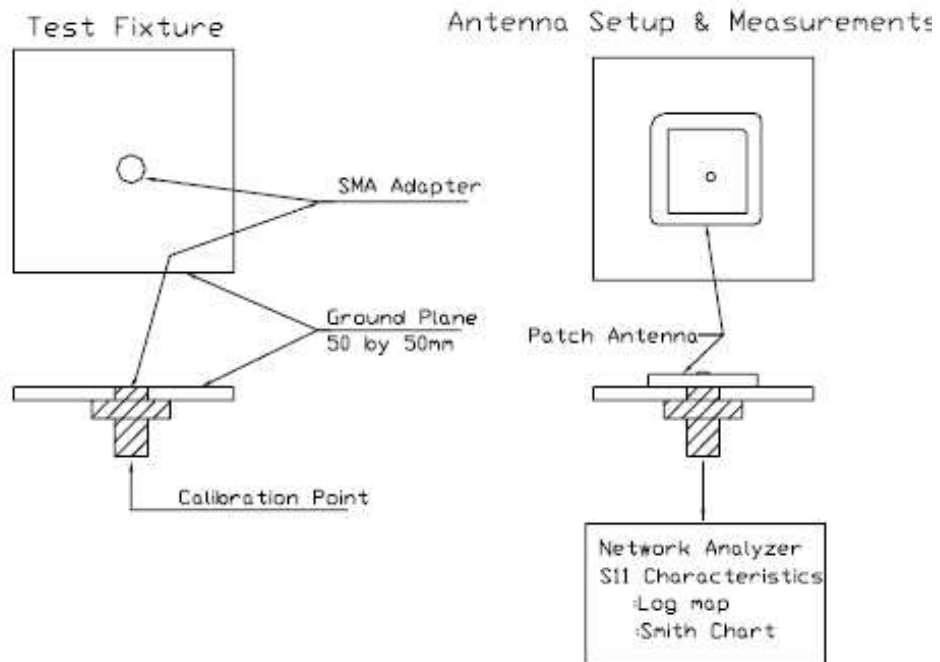 Test Fixture
Antenna Setup & Measurements
SMA Adapter
Ground Plane
50 by 50mm
Patch Antenna
Calibration Point
Network Analyzer
S11 Characteristics
:Log map
:Smith Chart